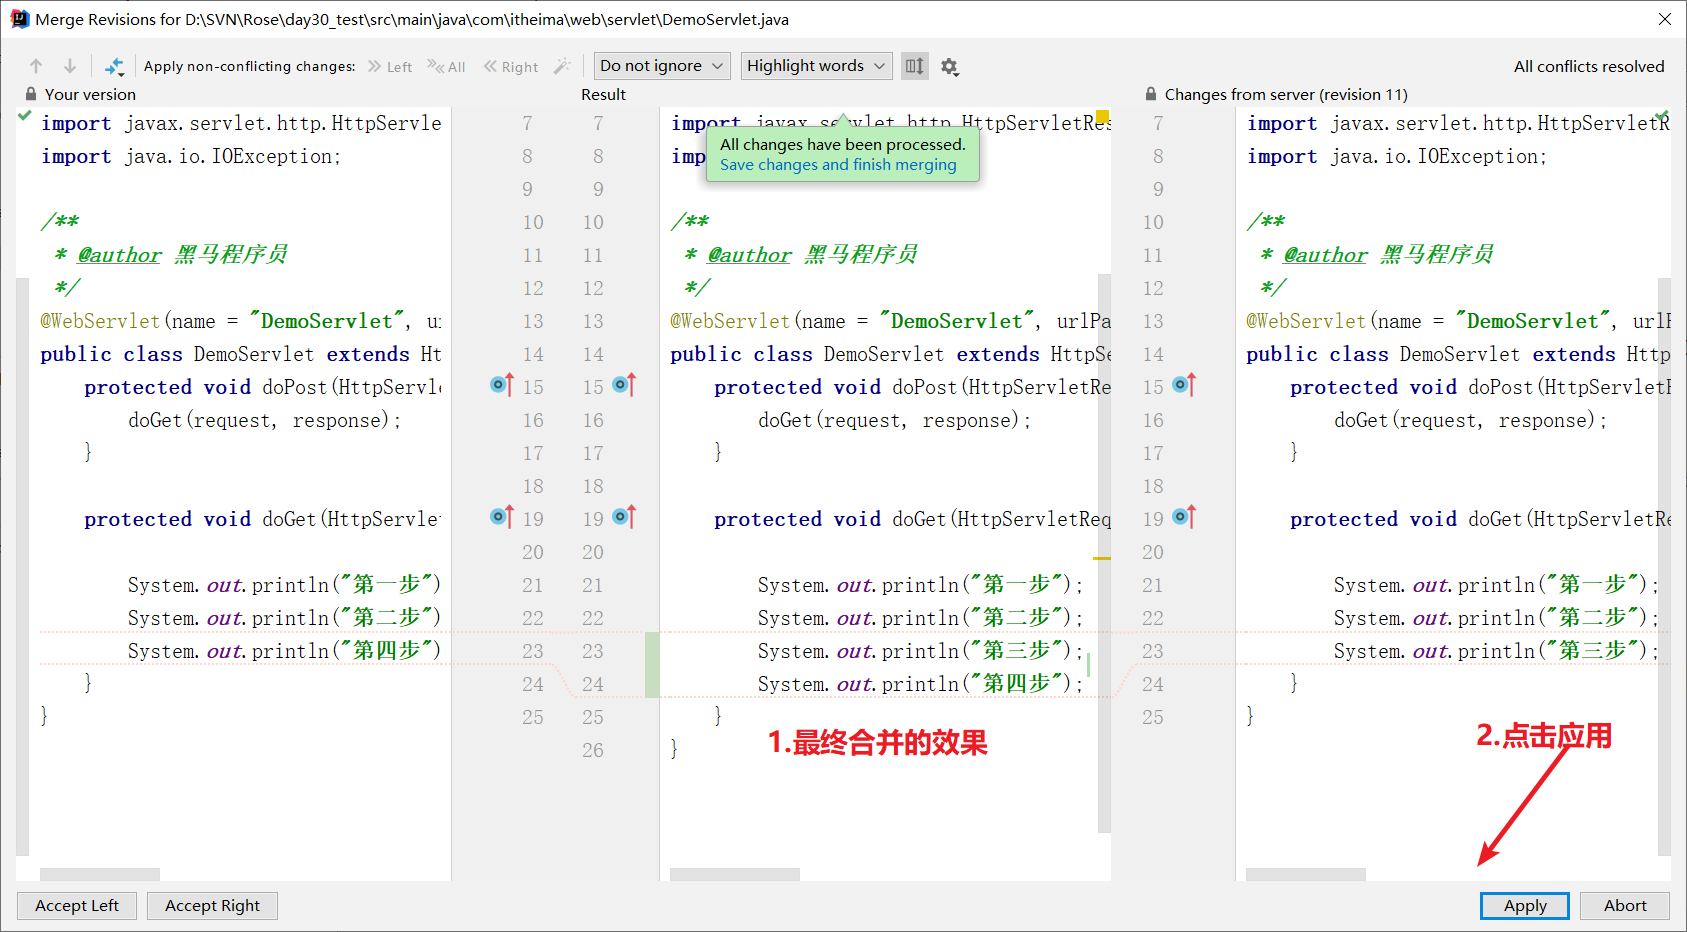 Merge Revisions for D:\SVN\Rose\day30_test\src\main\java\com\itheima\web\servlet\DemoServlet.java
Apply non-conflicting changes: Left All Right Do not ignore Highlight words All conflicts resolved
Your version Result Changes from server (revision 11)
import javax.servlet.http.HttpServle
7
8
9
10
11
12
13
14
15
16
17
18
19
20
21
22
23
24
25
import java.io.IOException;
/**
* @author 黑马程序员
*/
@WebServlet(name = "DemoServlet", ur
public class DemoServlet extends Ht
protected void doPost(HttpServle
doGet(request, response);
}
protected void doGet(HttpServlet
System.out.println("第一步")
System.out.println("第二步")
System.out.println("第四步")
}
}
7
8
9
10
11
12
13
14
15
16
17
18
19
20
21
22
23
24
25
26
import javax.servlet.http.HttpServletRes
All changes have been processed.
Save changes and finish merging
imp
/**
* @author 黑马程序员
*/
@WebServlet(name = "DemoServlet", urlPa
public class DemoServlet extends HttpSe
protected void doPost(HttpServletRe
doGet(request, response);
}
protected void doGet(HttpServletReq
System.out.println("第一步");
System.out.println("第二步");
System.out.println("第三步");
System.out.println("第四步");
}
}
1.最终合并的效果
7
8
9
10
11
12
13
14
15
16
17
18
19
20
21
22
23
24
25
import javax.servlet.http.HttpServletR
import java.io.IOException;
/**
* @author 黑马程序员
*/
@WebServlet(name = "DemoServlet", urlP
public class DemoServlet extends Http
protected void doPost(HttpServletR
doGet(request, response);
}
protected void doGet(HttpServletRe
System.out.println("第一步");
System.out.println("第二步");
System.out.println("第三步");
}
}
2.点击应用
Accept Left Accept Right Apply Abort